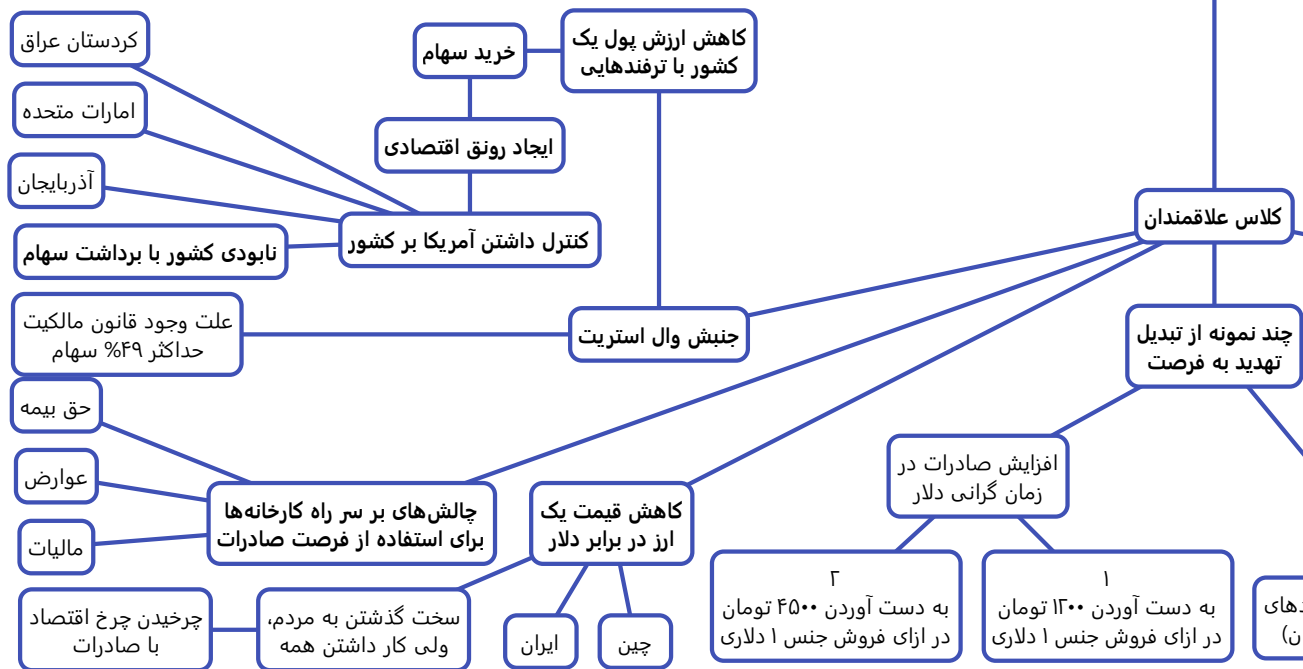 کلاس علاقمندان
چند نمونه از تبدیل
تهدید به فرصت
افزایش صادرات در
زمان گرانی دلار
۱
به دست آوردن ۱۲۰۰ تومان
در ازای فروش جنس ۱ دلاری
۲
به دست آوردن ۴۵۰۰ تومان
در ازای فروش جنس ۱ دلاری
کاهش قیمت یک
ارز در برابر دلار
چین
ایران
سخت گذشتن به مردم،
ولی کار داشتن همه
چرخیدن چرخ اقتصاد
با صادرات
چالش‌های بر سر راه کارخانه‌ها
برای استفاده از فرصت صادرات
حق بیمه
عوارض
مالیات
جنبش وال استریت
علت وجود قانون مالکیت
حداکثر ۴۹% سهام
کاهش ارزش پول یک
کشور با ترفندهایی
خرید سهام
ایجاد رونق اقتصادی
کنترل داشتن آمریکا بر کشور
کردستان عراق
امارات متحده
آذربایجان
نابودی کشور با برداشت سهام